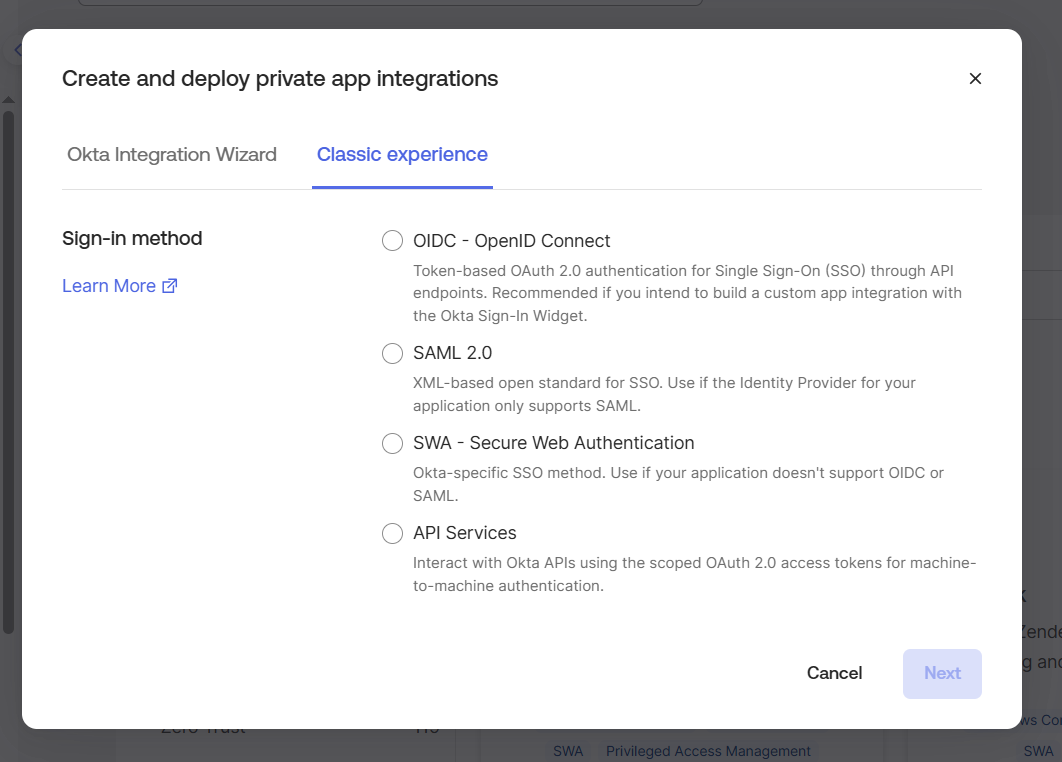 Create and deploy private app integrations
Okta Integration Wizard
Classic experience
Sign-in method
Learn More
OIDC - OpenID Connect
Token-based OAuth 2.0 authentication for Single Sign-On (SSO) through API
endpoints. Recommended if you intend to build a custom app integration with
the Okta Sign-In Widget.
SAML 2.0
XML-based open standard for SSO. Use if the Identity Provider for your
application only supports SAML.
SWA - Secure Web Authentication
Okta-specific SSO method. Use if your application doesn't support OIDC or
SAML.
API Services
Interact with Okta APIs using the scoped OAuth 2.0 access tokens for machine-
to-machine authentication.
Cancel
Next
Zero Trust
SWA
Privileged Access Management
SWA